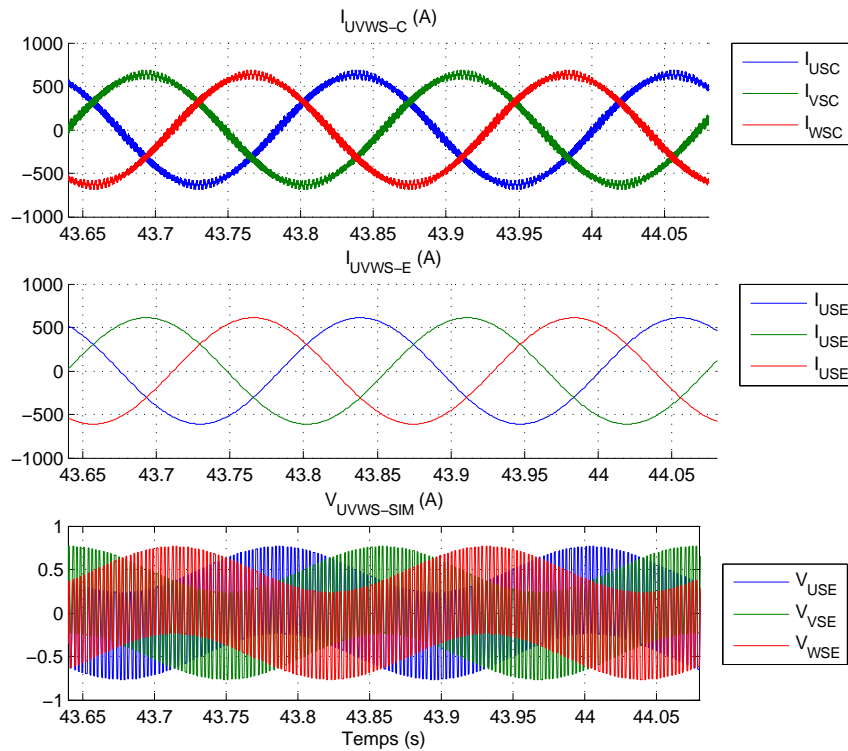 I_UVWS−C (A)
1000
500
0
−500
−1000
43.65 43.7 43.75 43.8 43.85 43.9 43.95 44 44.05
I_USC
I_VSC
I_WSC
I_UVWS−E (A)
1000
500
0
−500
−1000
43.65 43.7 43.75 43.8 43.85 43.9 43.95 44 44.05
I_USE
I_USE
I_USE
V_UVWS−SIM (A)
1
0.5
0
−0.5
−1
43.65 43.7 43.75 43.8 43.85 43.9 43.95 44 44.05
Temps (s)
V_USE
V_VSE
V_WSE